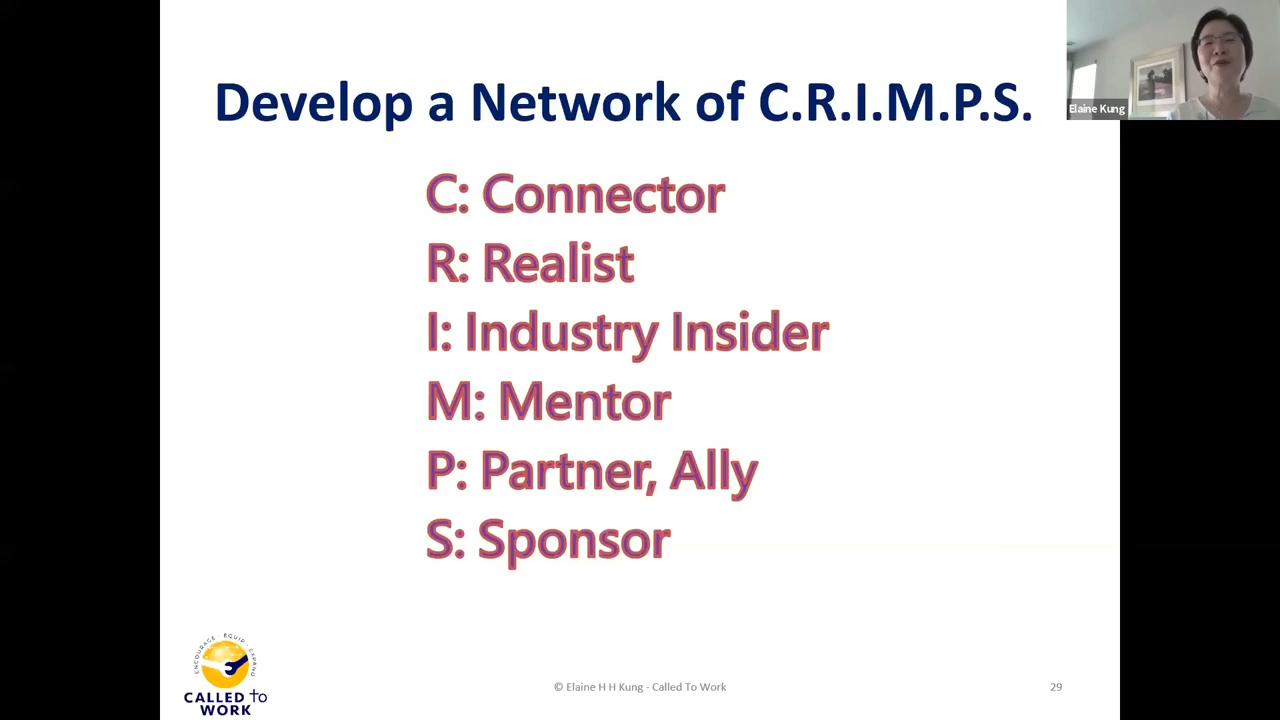 Develop a Network of C.R.I.M.P.S.
Elaine Kung
C: Connector
R: Realist
I: Industry Insider
M: Mentor
P: Partner, Ally
S: Sponsor
ENCOURAGE · EQUIP · EXPAND
CALLED to
WORK
© Elaine H H Kung - Called To Work
29